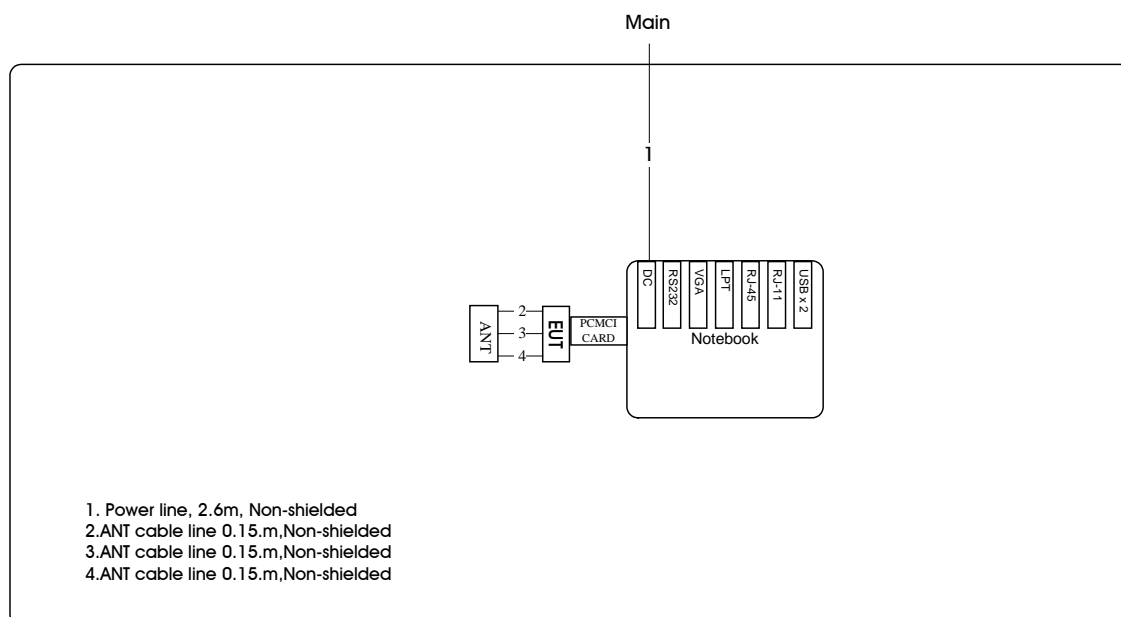 Main
1
DC
RS232
VGA
LPT
RJ-45
RJ-11
USB x 2
Notebook
ANT
2
3
4
EUT
PCMCI
CARD
1. Power line, 2.6m, Non-shielded
2.ANT cable line 0.15.m,Non-shielded
3.ANT cable line 0.15.m,Non-shielded
4.ANT cable line 0.15.m,Non-shielded